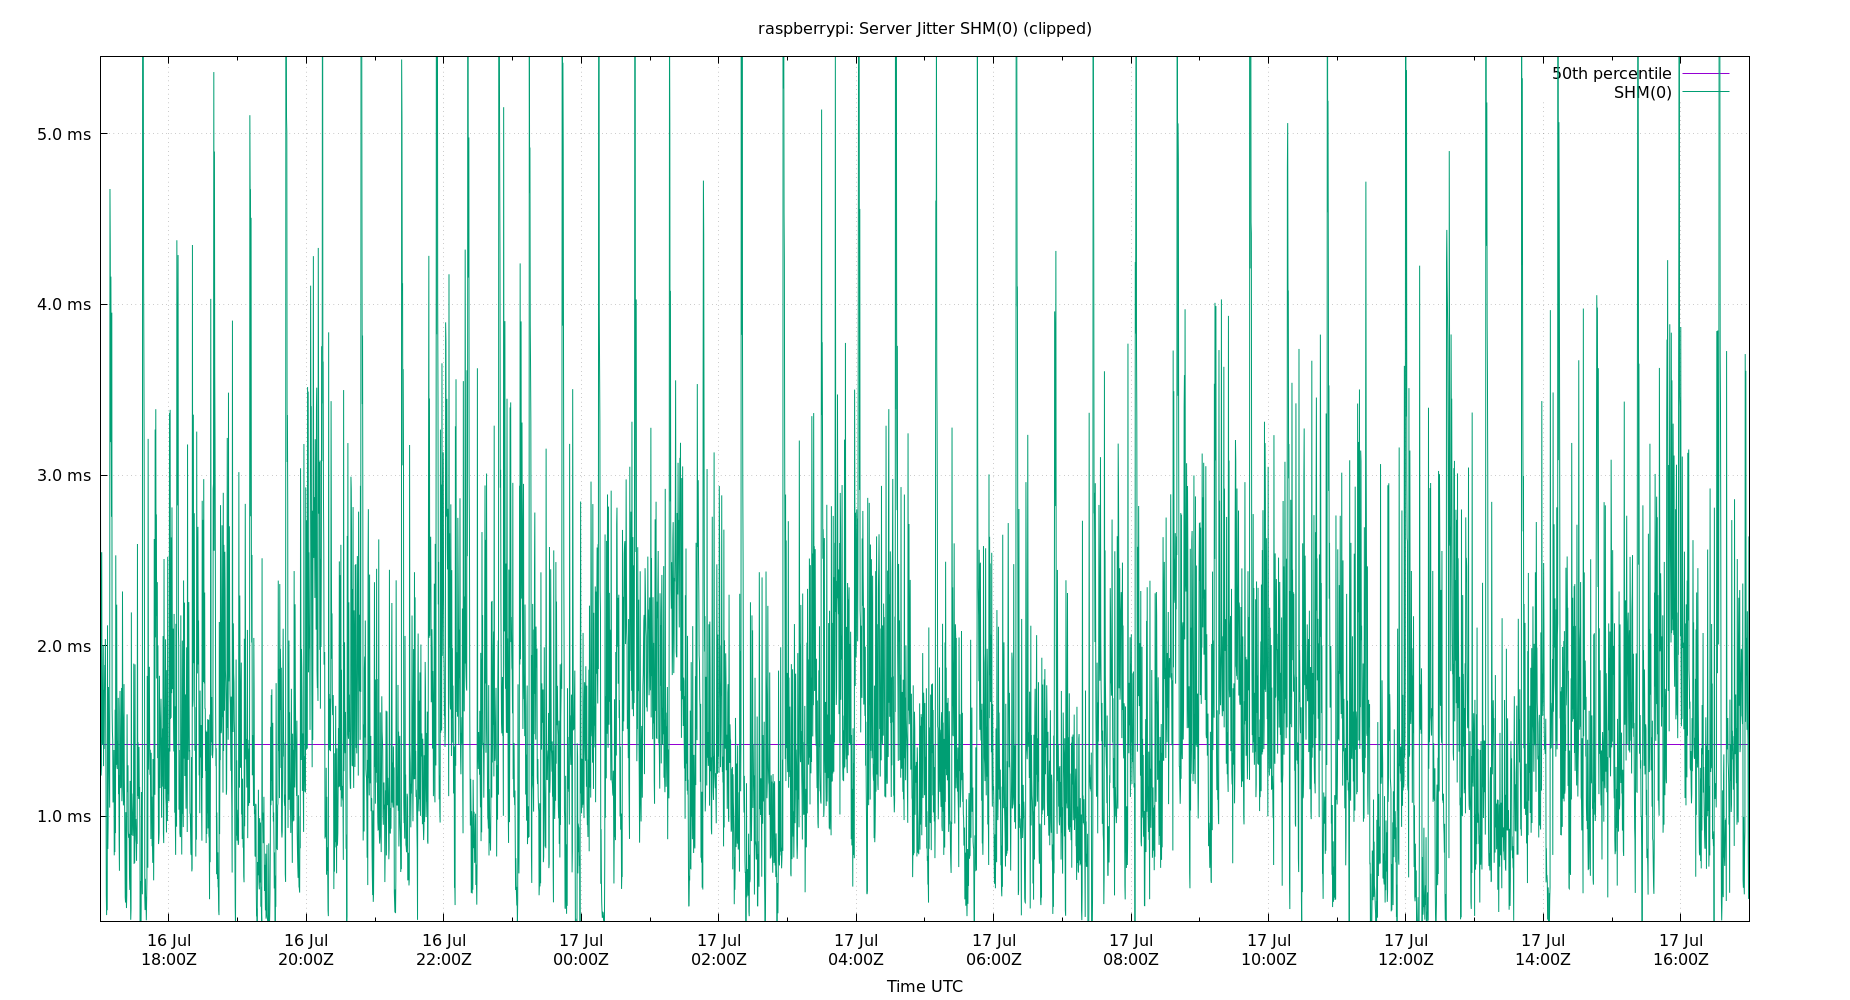 raspberrypi: Server Jitter SHM(0) (clipped)
50th percentile
SHM(0)
5.0 ms
4.0 ms
3.0 ms
2.0 ms
1.0 ms
16 Jul 16 Jul 16 Jul 17 Jul 17 Jul 17 Jul 17 Jul 17 Jul 17 Jul 17 Jul 17 Jul 17 Jul
18:00Z 20:00Z 22:00Z 00:00Z 02:00Z 04:00Z 06:00Z 08:00Z 10:00Z 12:00Z 14:00Z 16:00Z
Time UTC